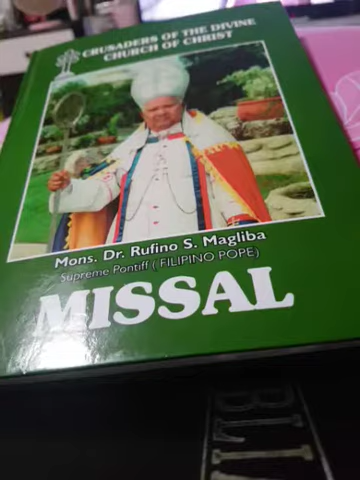 CRUSADERS OF THE DIVINE
CHURCH OF CHRIST
Mons. Dr. Rufino S. Magliba
Supreme Pontiff ( FILIPINO POPE)
MISSAL